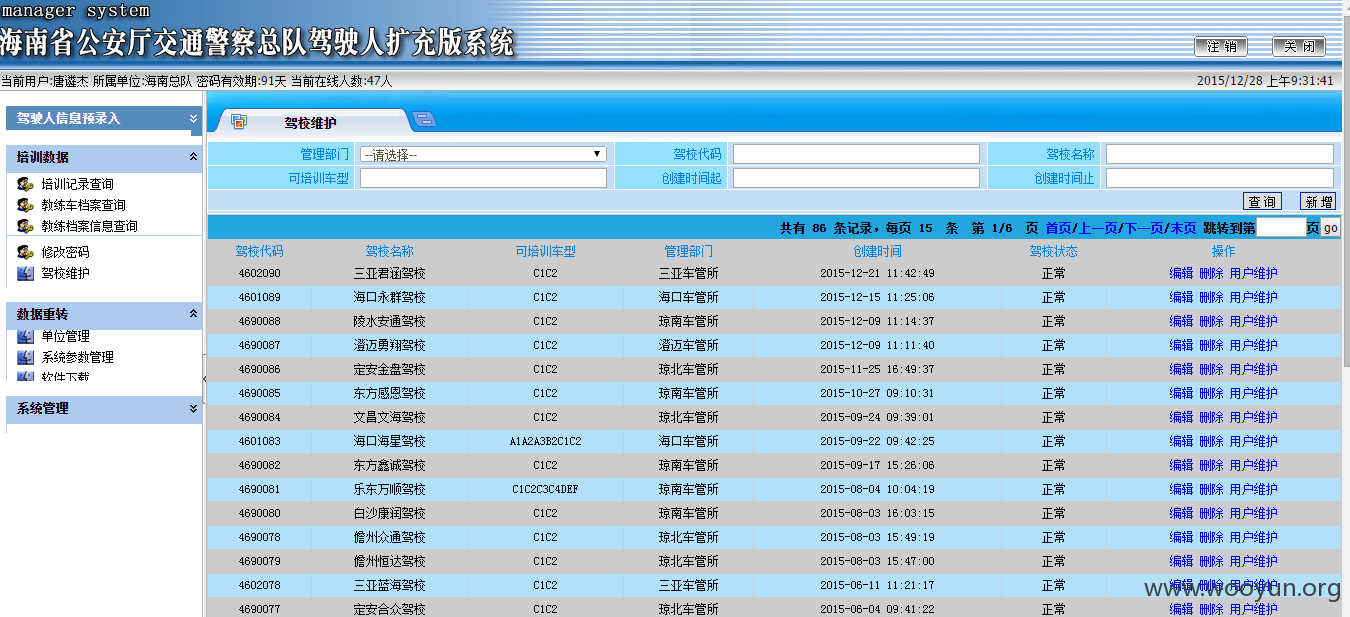 manager system
海南省公安厅交通警察总队驾驶人扩充版系统
注 销 关 闭
当前用户:唐遴杰 所属单位:海南总队 密码有效期:91天 当前在线人数:47人 2015/12/28 上午9:31:41
驾驶人信息预录入
培训数据
培训记录查询
教练车档案查询
教练档案信息查询
修改密码
驾校维护
数据重转
单位管理
系统参数管理
软件下载
系统管理
驾校维护
管理部门 --请选择-- 驾校代码 驾校名称
可培训车型 创建时间起 创建时间止
查 询 新 增
共有 86 条记录，每页 15 条 第 1/6 页 首页/上一页/下一页/末页 跳转到第 页 go
驾校代码 驾校名称 可培训车型 管理部门 创建时间 驾校状态 操作
4602090 三亚君涵驾校 C1C2 三亚车管所 2015-12-21 11:42:49 正常 编辑 删除 用户维护
4601089 海口永群驾校 C1C2 海口车管所 2015-12-15 11:25:06 正常 编辑 删除 用户维护
4690088 陵水安通驾校 C1C2 琼南车管所 2015-12-09 11:14:37 正常 编辑 删除 用户维护
4690087 澄迈勇翔驾校 C1C2 澄迈车管所 2015-12-09 11:11:40 正常 编辑 删除 用户维护
4690086 定安金盘驾校 C1C2 琼北车管所 2015-11-25 16:49:37 正常 编辑 删除 用户维护
4690085 东方感恩驾校 C1C2 琼南车管所 2015-10-27 09:10:31 正常 编辑 删除 用户维护
4690084 文昌文海驾校 C1C2 琼北车管所 2015-09-24 09:39:01 正常 编辑 删除 用户维护
4601083 海口海星驾校 A1A2A3B2C1C2 海口车管所 2015-09-22 09:42:25 正常 编辑 删除 用户维护
4690082 东方鑫诚驾校 C1C2 琼南车管所 2015-09-17 15:26:06 正常 编辑 删除 用户维护
4690081 乐东万顺驾校 C1C2C3C4DEF 琼南车管所 2015-08-04 10:04:19 正常 编辑 删除 用户维护
4690080 白沙康润驾校 C1C2 琼南车管所 2015-08-03 16:03:15 正常 编辑 删除 用户维护
4690078 儋州众通驾校 C1C2 琼北车管所 2015-08-03 15:49:19 正常 编辑 删除 用户维护
4690079 儋州恒达驾校 C1C2 琼北车管所 2015-08-03 15:47:00 正常 编辑 删除 用户维护
4602078 三亚蓝海驾校 C1C2 三亚车管所 2015-06-11 11:21:17 正常 编辑 删除 用户维护
4690077 定安合众驾校 C1C2 琼北车管所 2015-06-04 09:41:22 正常 编辑 删除 用户维护
www.wooyun.org